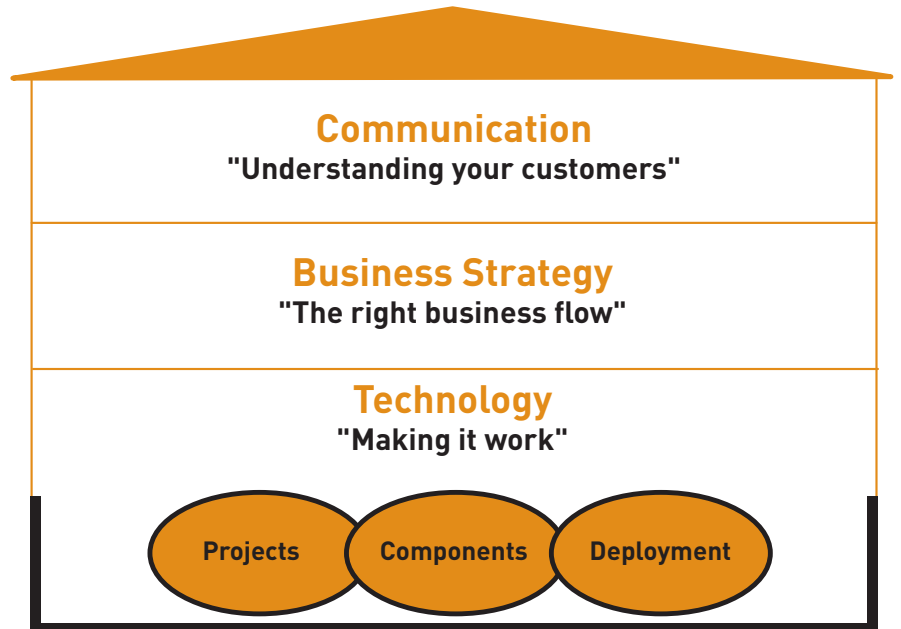 Communication
"Understanding your customers"
Business Strategy
"The right business flow"
Technology
"Making it work"
Projects Components Deployment